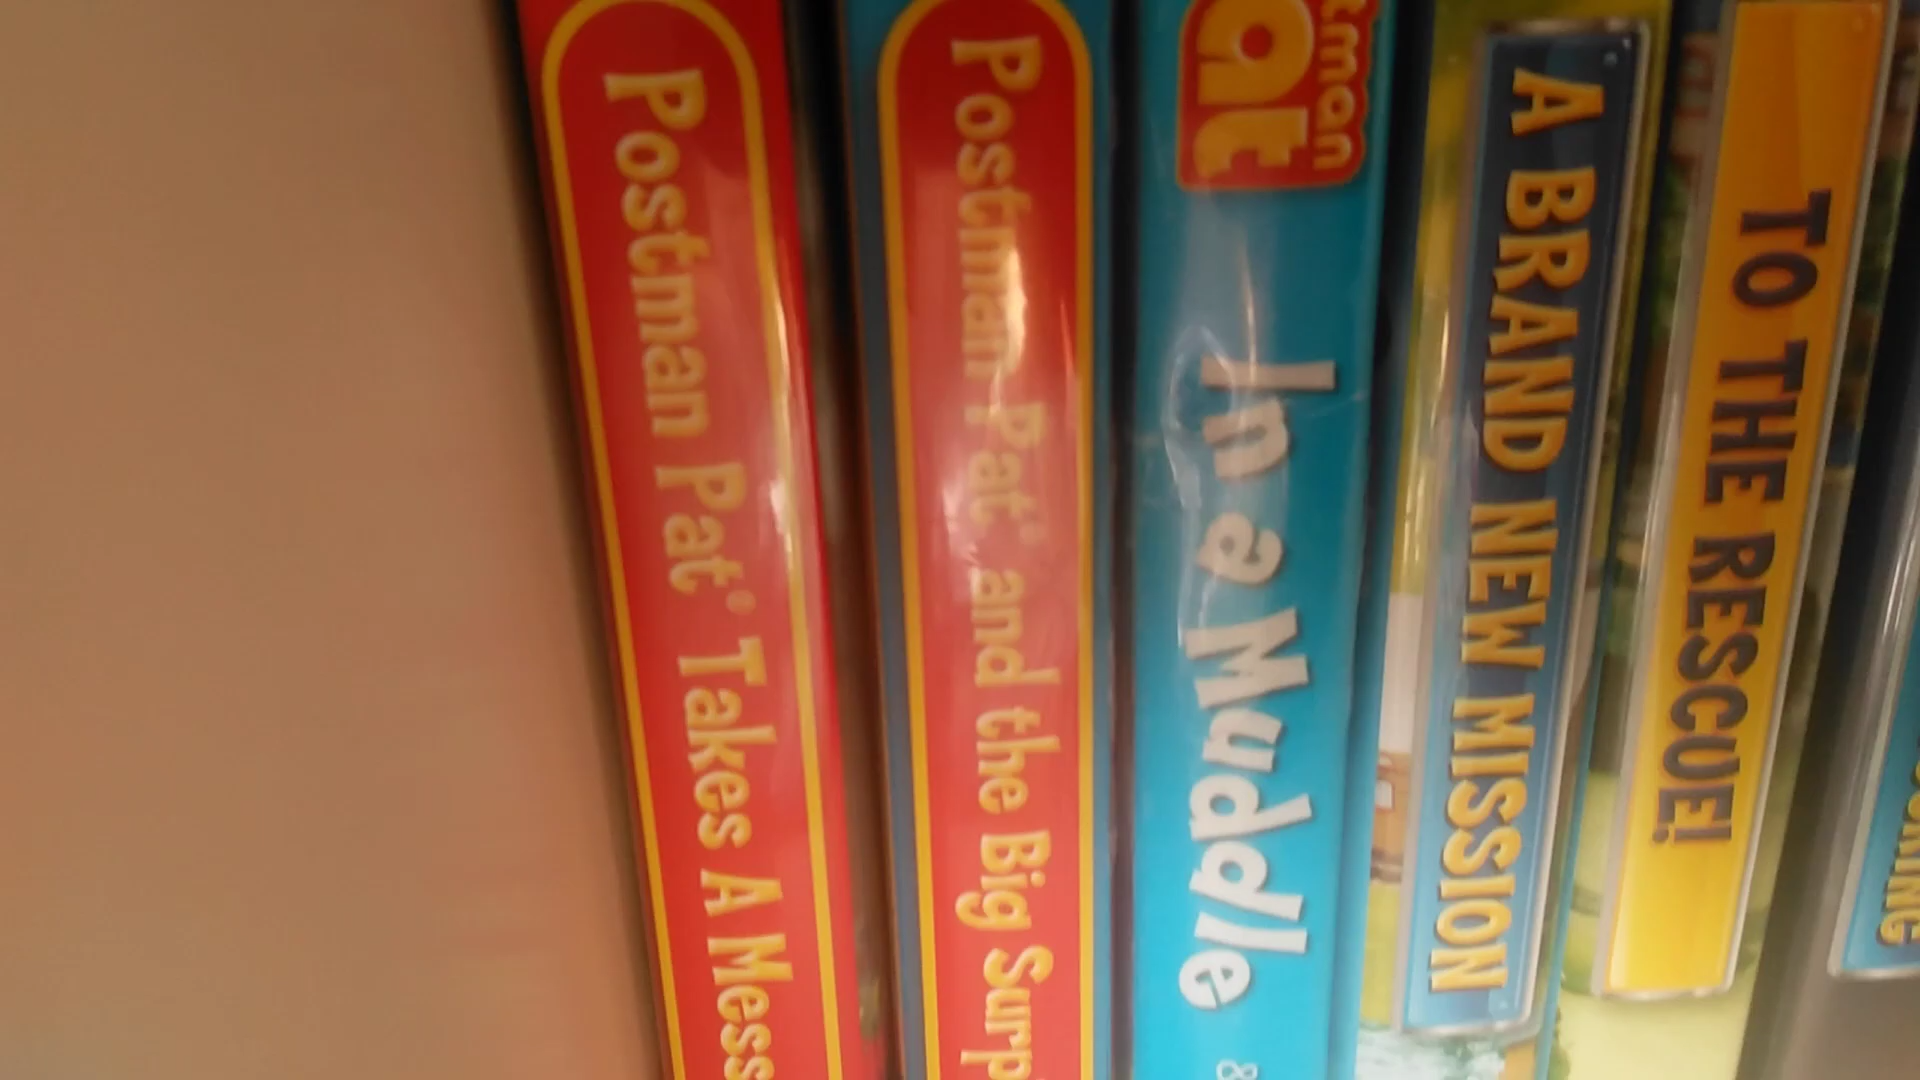 Postman Pat® Takes A Mess
Postman Pat® and the Big Surp
tman
at
In a Muddle &
A BRAND NEW MISSION
TO THE RESCUE!